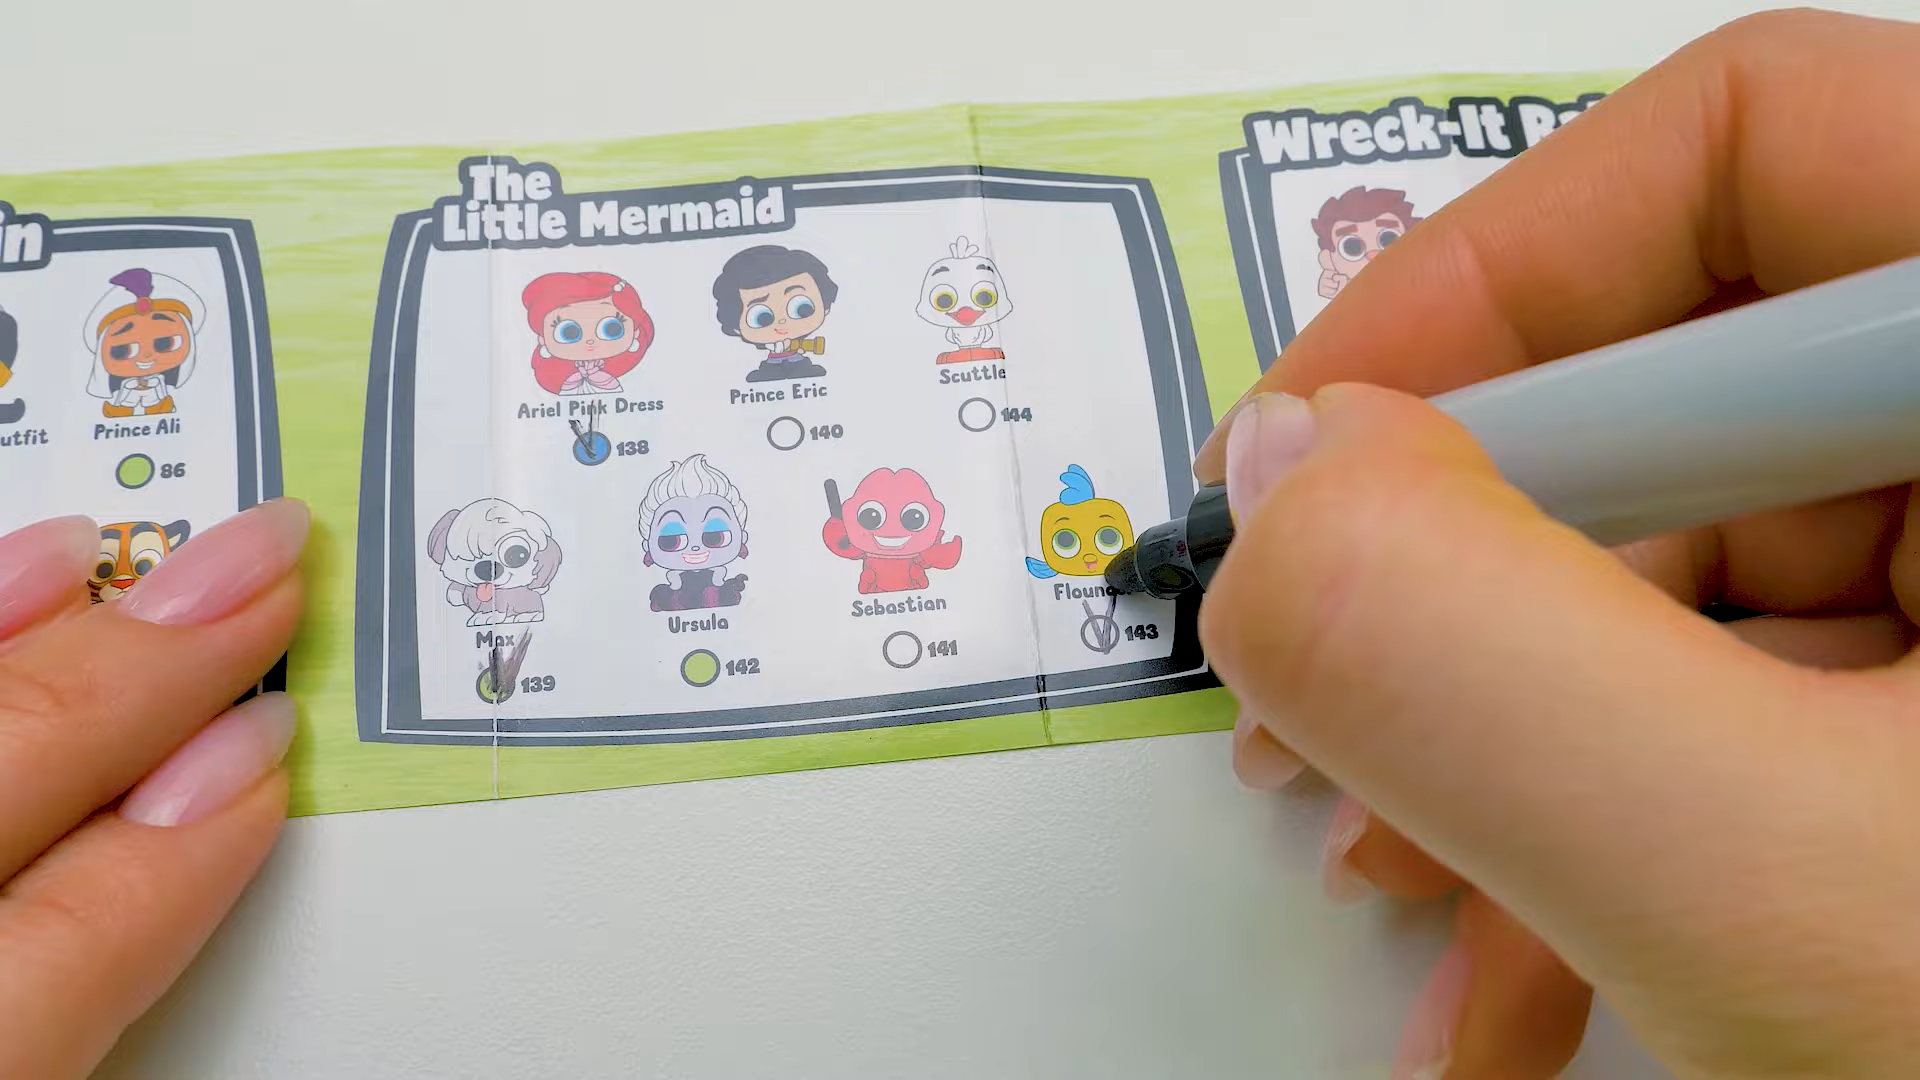 in
Prince Ali
86
utfit
The
Little Mermaid
Ariel Pink Dress
138
Prince Eric
140
Scuttle
144
Max
139
Ursula
142
Sebastian
141
143
Wreck-It